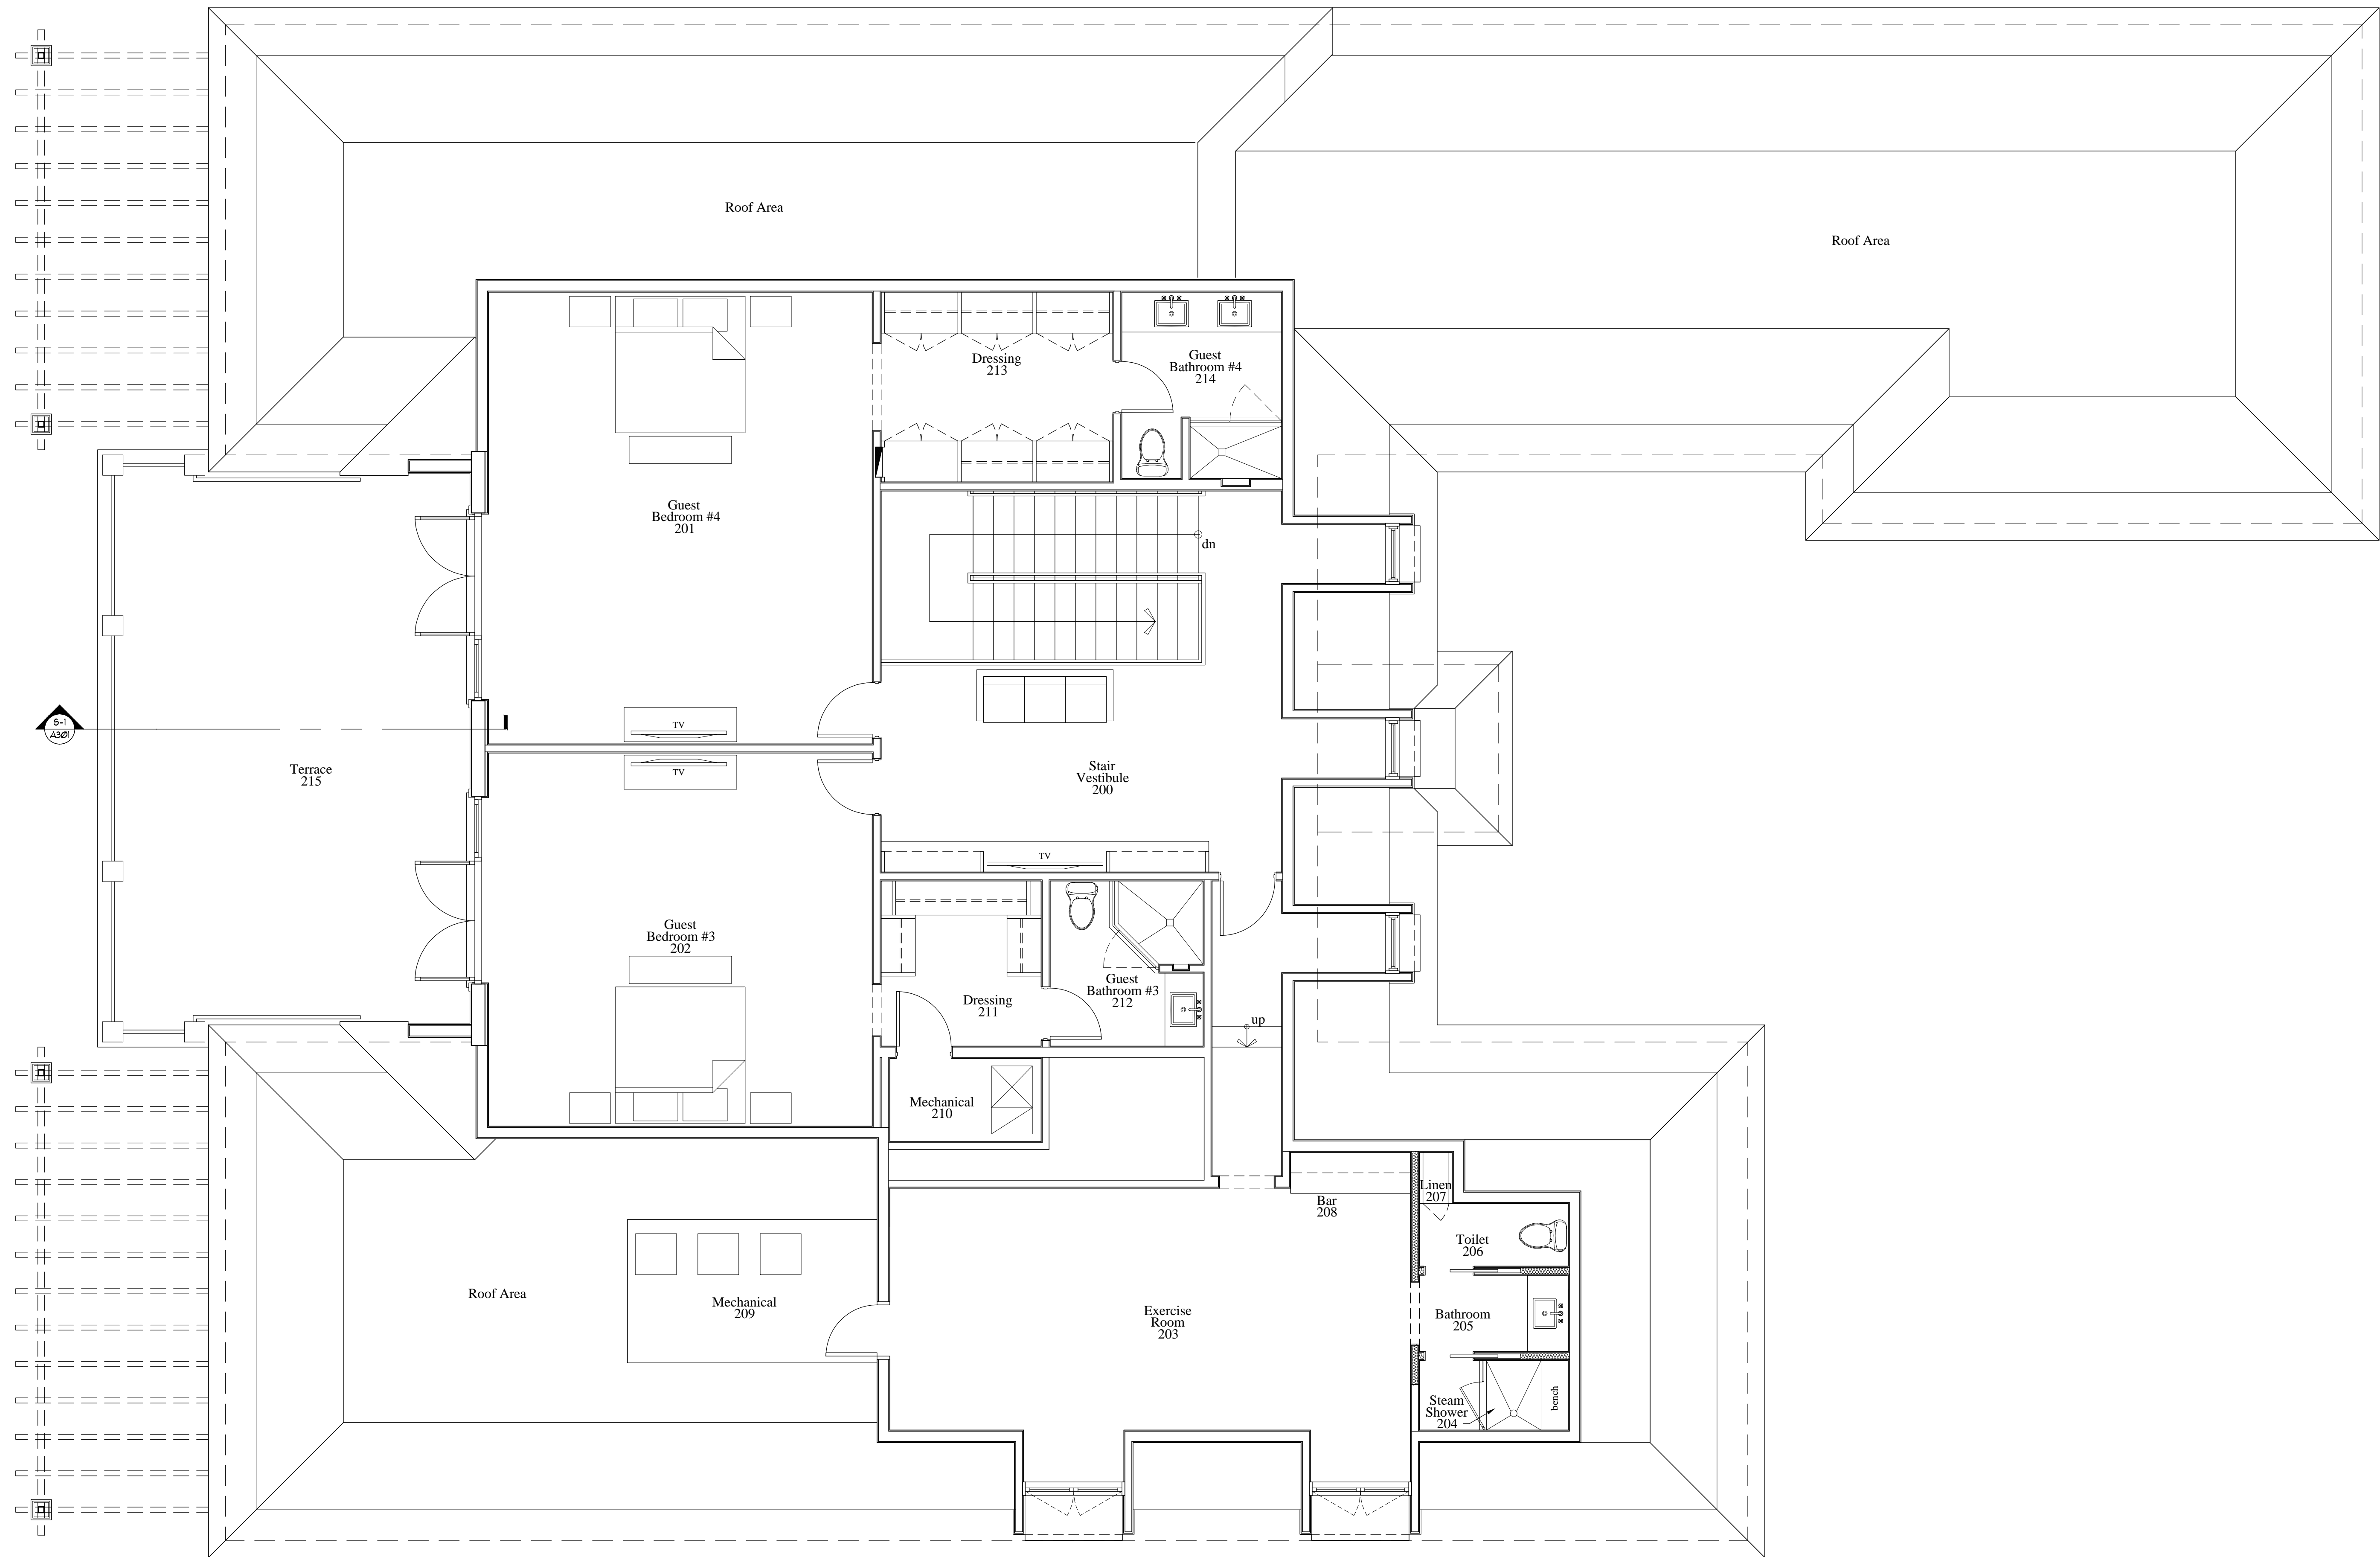 Roof Area
Roof Area
Dressing
213
Guest
Bathroom #4
214
Guest
Bedroom #4
201
dn
S-1
A301
TV
TV
Terrace
215
Stair
Vestibule
200
TV
Guest
Bedroom #3
202
Dressing
211
Guest
Bathroom #3
212
up
Mechanical
210
Bar
208
Linen
207
Toilet
206
Roof Area
Mechanical
209
Exercise
Room
203
Bathroom
205
Steam
Shower
204
bench